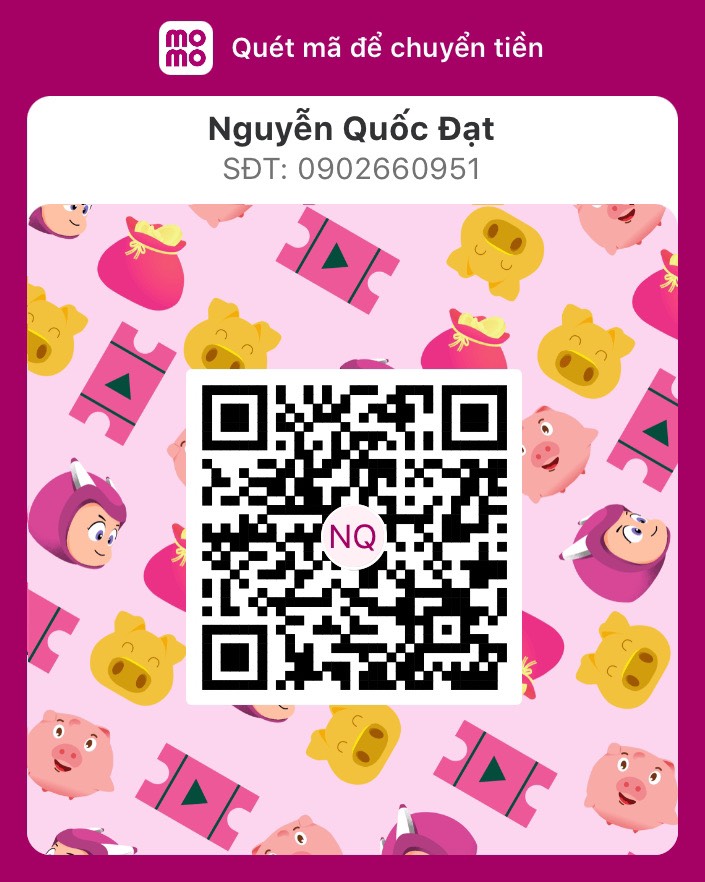 momo
Quét mã để chuyển tiền
Nguyễn Quốc Đạt
SĐT: 0902660951
NQ